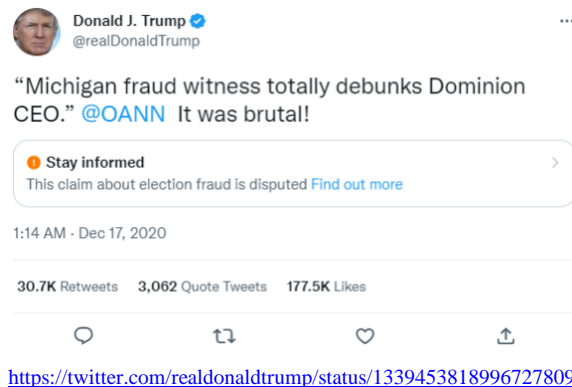 Donald J. Trump
@realDonaldTrump
“Michigan fraud witness totally debunks Dominion
CEO.” @OANN It was brutal!
Stay informed
This claim about election fraud is disputed Find out more
1:14 AM · Dec 17, 2020
30.7K Retweets 3,062 Quote Tweets 177.5K Likes
https://twitter.com/realdonaldtrump/status/1339453818996727809